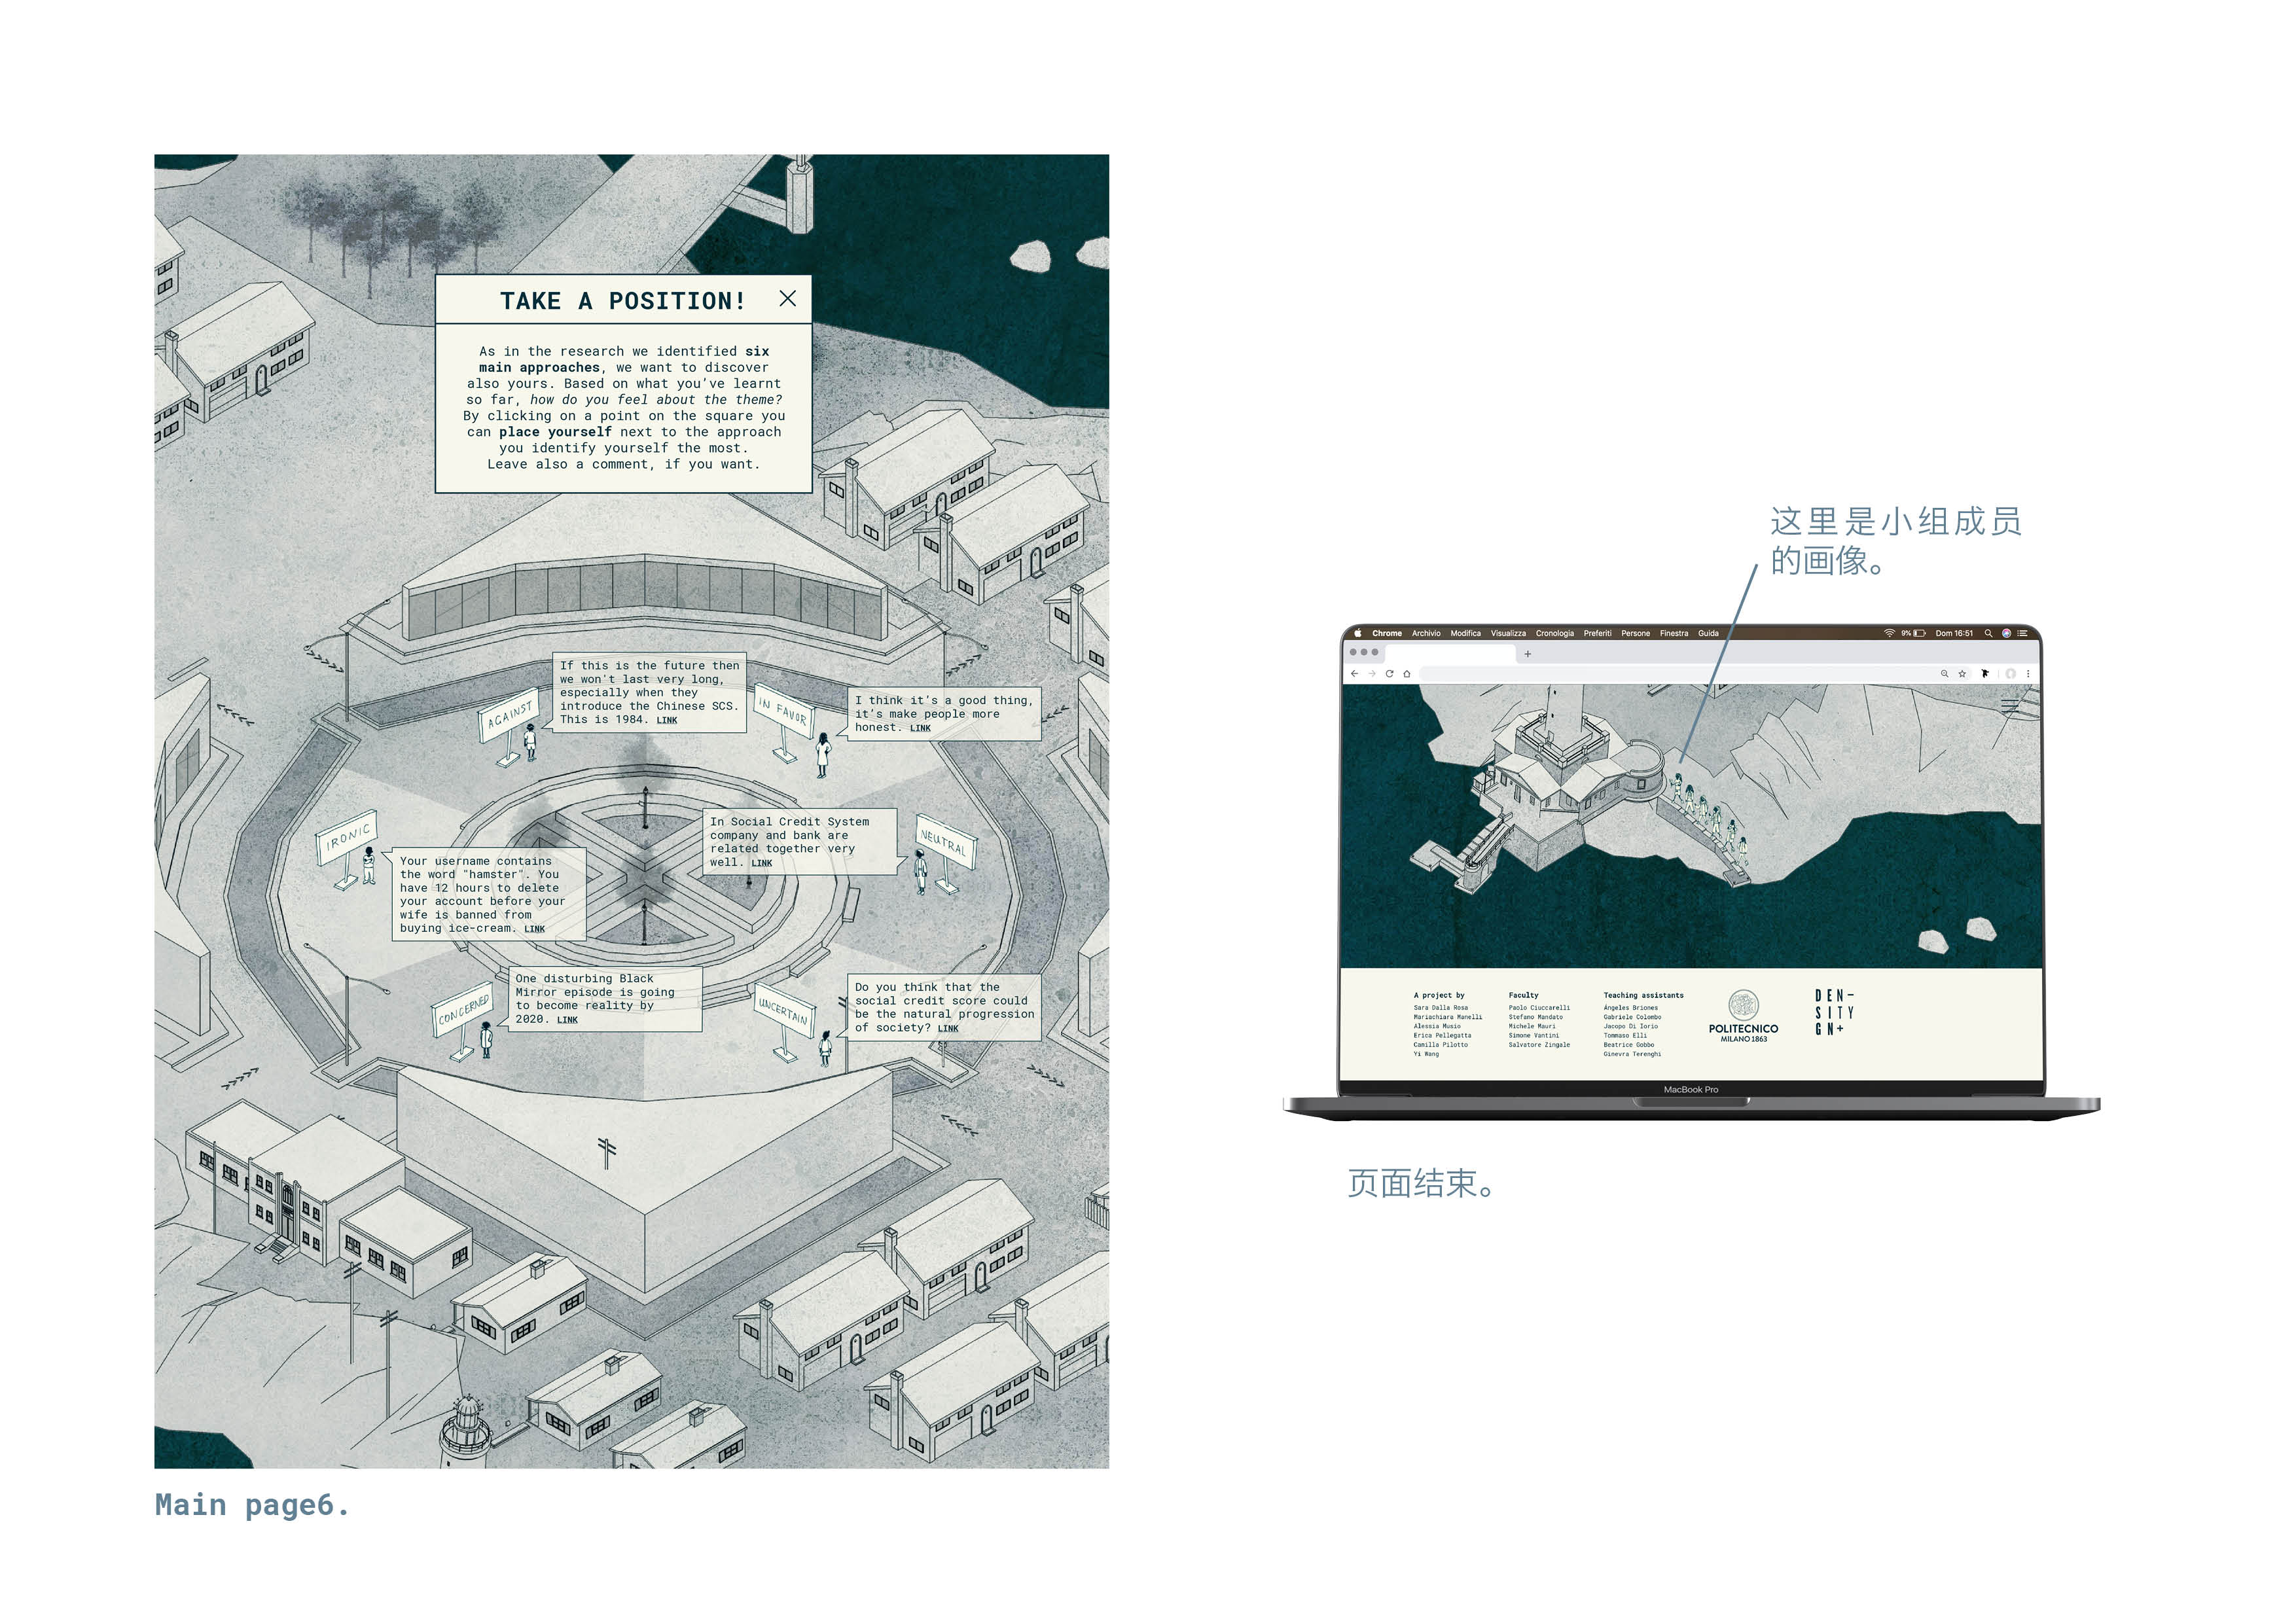 TAKE A POSITION!
As in the research we identified six
main approaches, we want to discover
also yours. Based on what you've learnt
so far, how do you feel about the theme?
By clicking on a point on the square you
can place yourself next to the approach
you identify yourself the most.
Leave also a comment, if you want.
AGAINST
If this is the future then
we won't last very long,
especially when they
introduce the Chinese SCS.
This is 1984. LINK
IN FAVOR
I think it's a good thing,
it's make people more
honest. LINK
IRONIC
Your username contains
the word "hamster". You
have 12 hours to delete
your account before your
wife is banned from
buying ice-cream. LINK
In Social Credit System
company and bank are
related together very
well. LINK
NEUTRAL
CONCERNED
One disturbing Black
Mirror episode is going
to become reality by
2020. LINK
UNCERTAIN
Do you think that the
social credit score could
be the natural progression
of society? LINK
Main page6.
这里是小组成员
的画像。
Chrome Archivio Modifica Visualizza Cronologia Preferiti Persone Finestra Guida 9% Dom 16:51
A project by
Sara Dalla Rosa
Mariachiara Manelli
Alessia Musio
Erica Pellegatta
Camilla Pilotto
Yi Wang
Faculty
Paolo Ciuccarelli
Stefano Mandato
Michele Mauri
Simone Vantini
Salvatore Zingale
Teaching assistants
Ángeles Briones
Gabriele Colombo
Jacopo Di Iorio
Tommaso Elli
Beatrice Gobbo
Ginevra Terenghi
POLITECNICO
MILANO 1863
DEN-
SITY
GN+
MacBook Pro
页面结束。